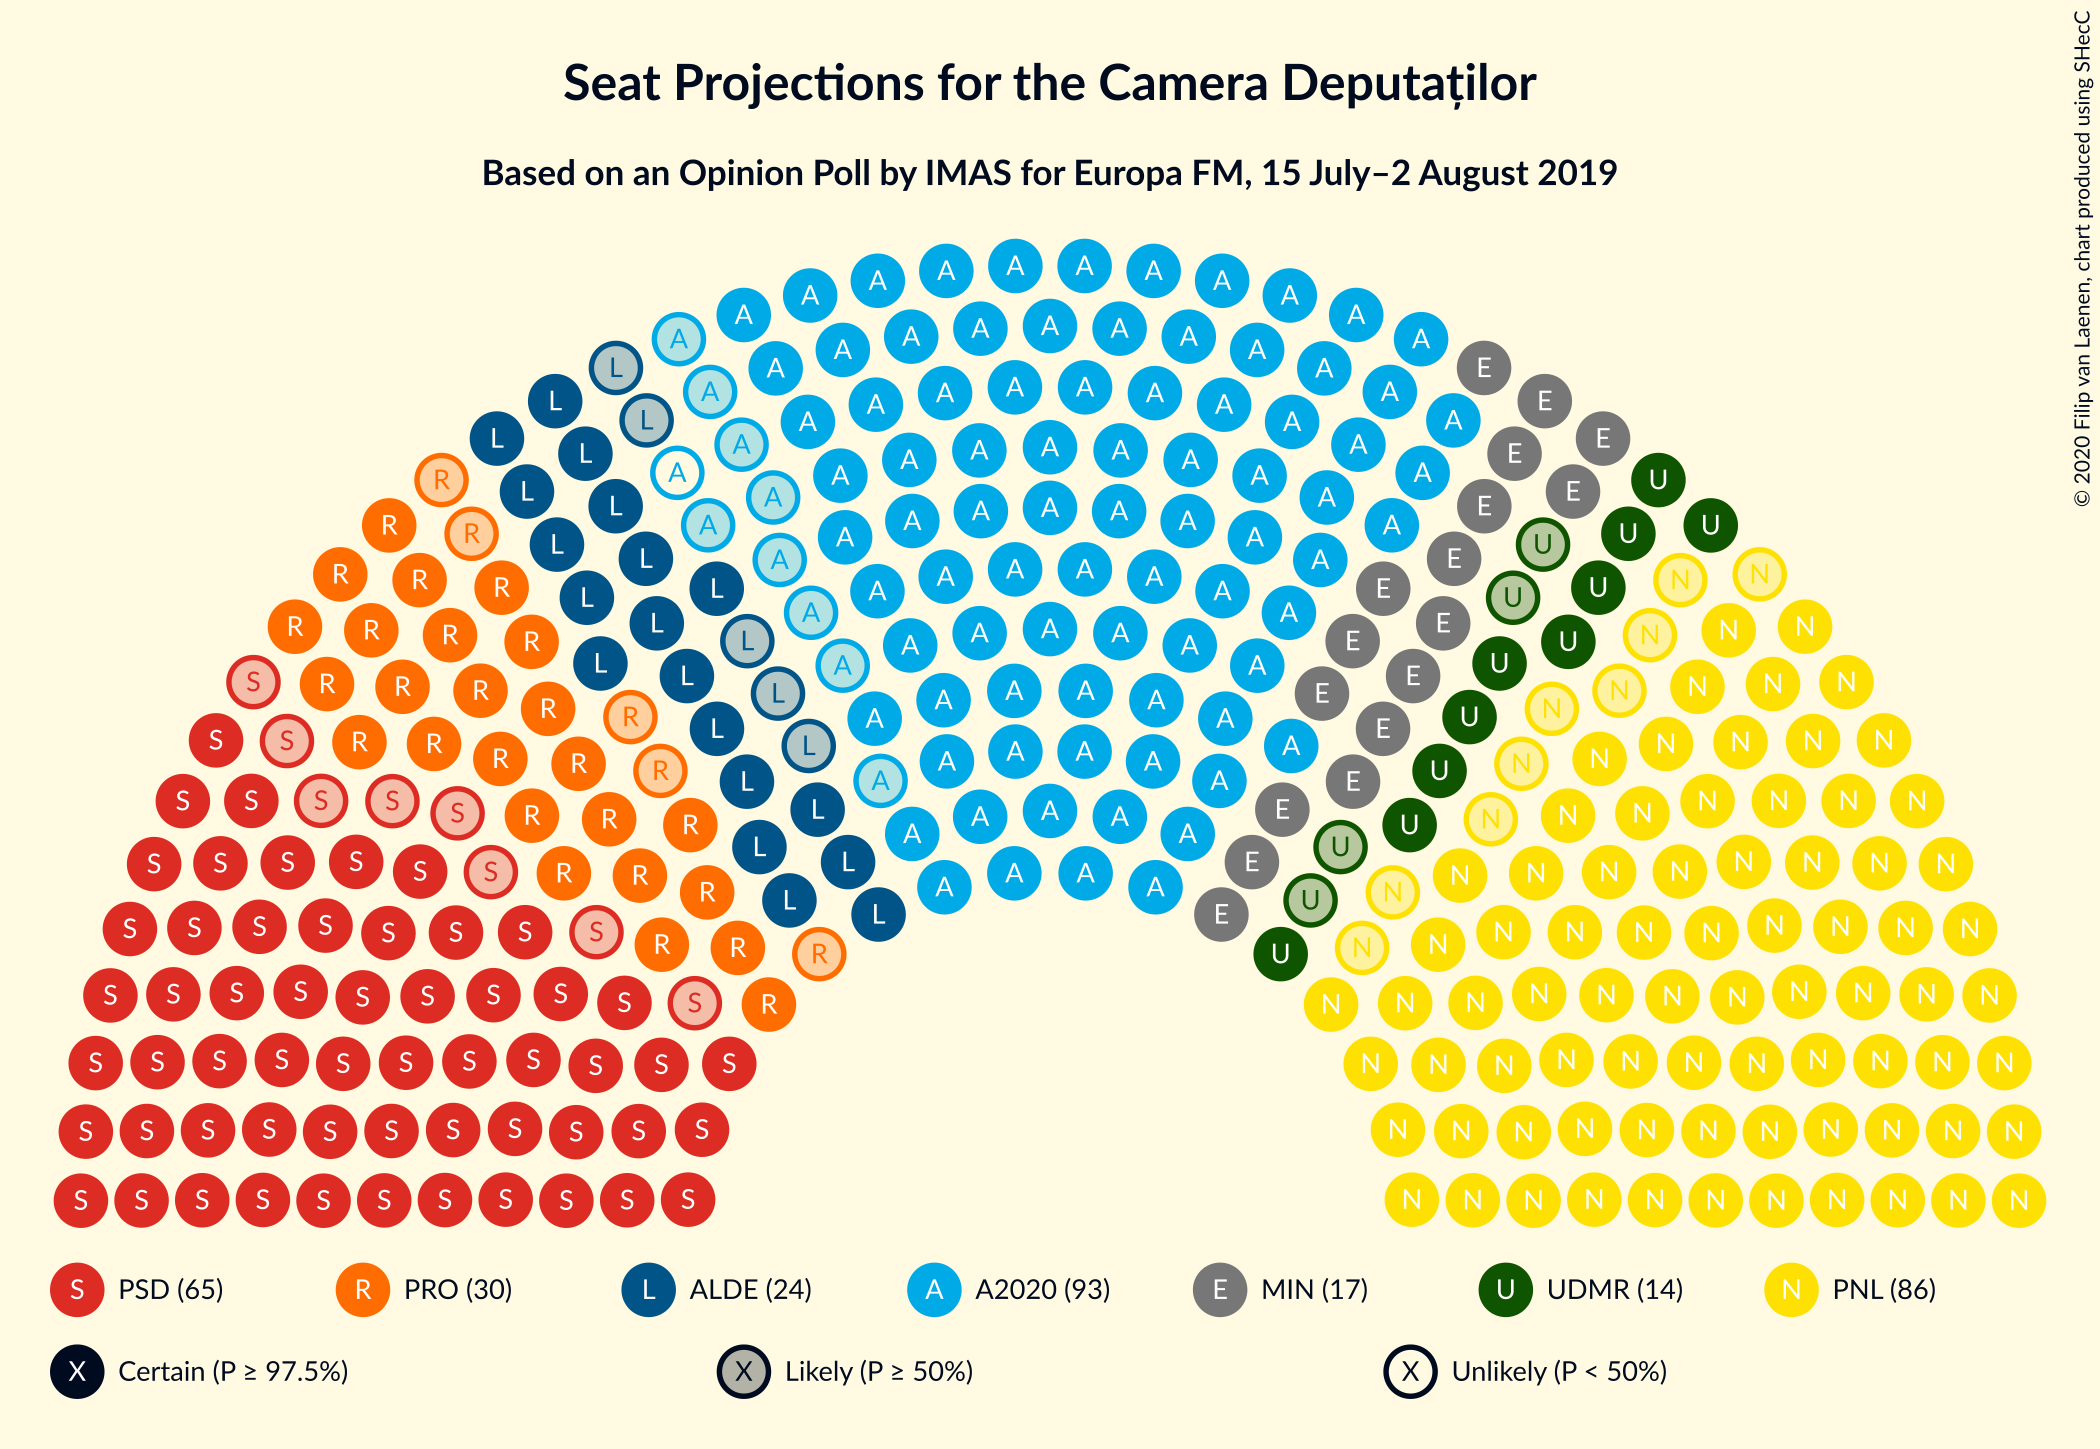 Seat Projections for the Camera Deputaților
Based on an Opinion Poll by IMAS for Europa FM, 15 July–2 August 2019
© 2020 Filip van Laenen, chart produced using SHecC
S PSD (65) R PRO (30) L ALDE (24) A A2020 (93) E MIN (17) U UDMR (14) N PNL (86)
X Certain (P ≥ 97.5%) X Likely (P ≥ 50%) X Unlikely (P < 50%)